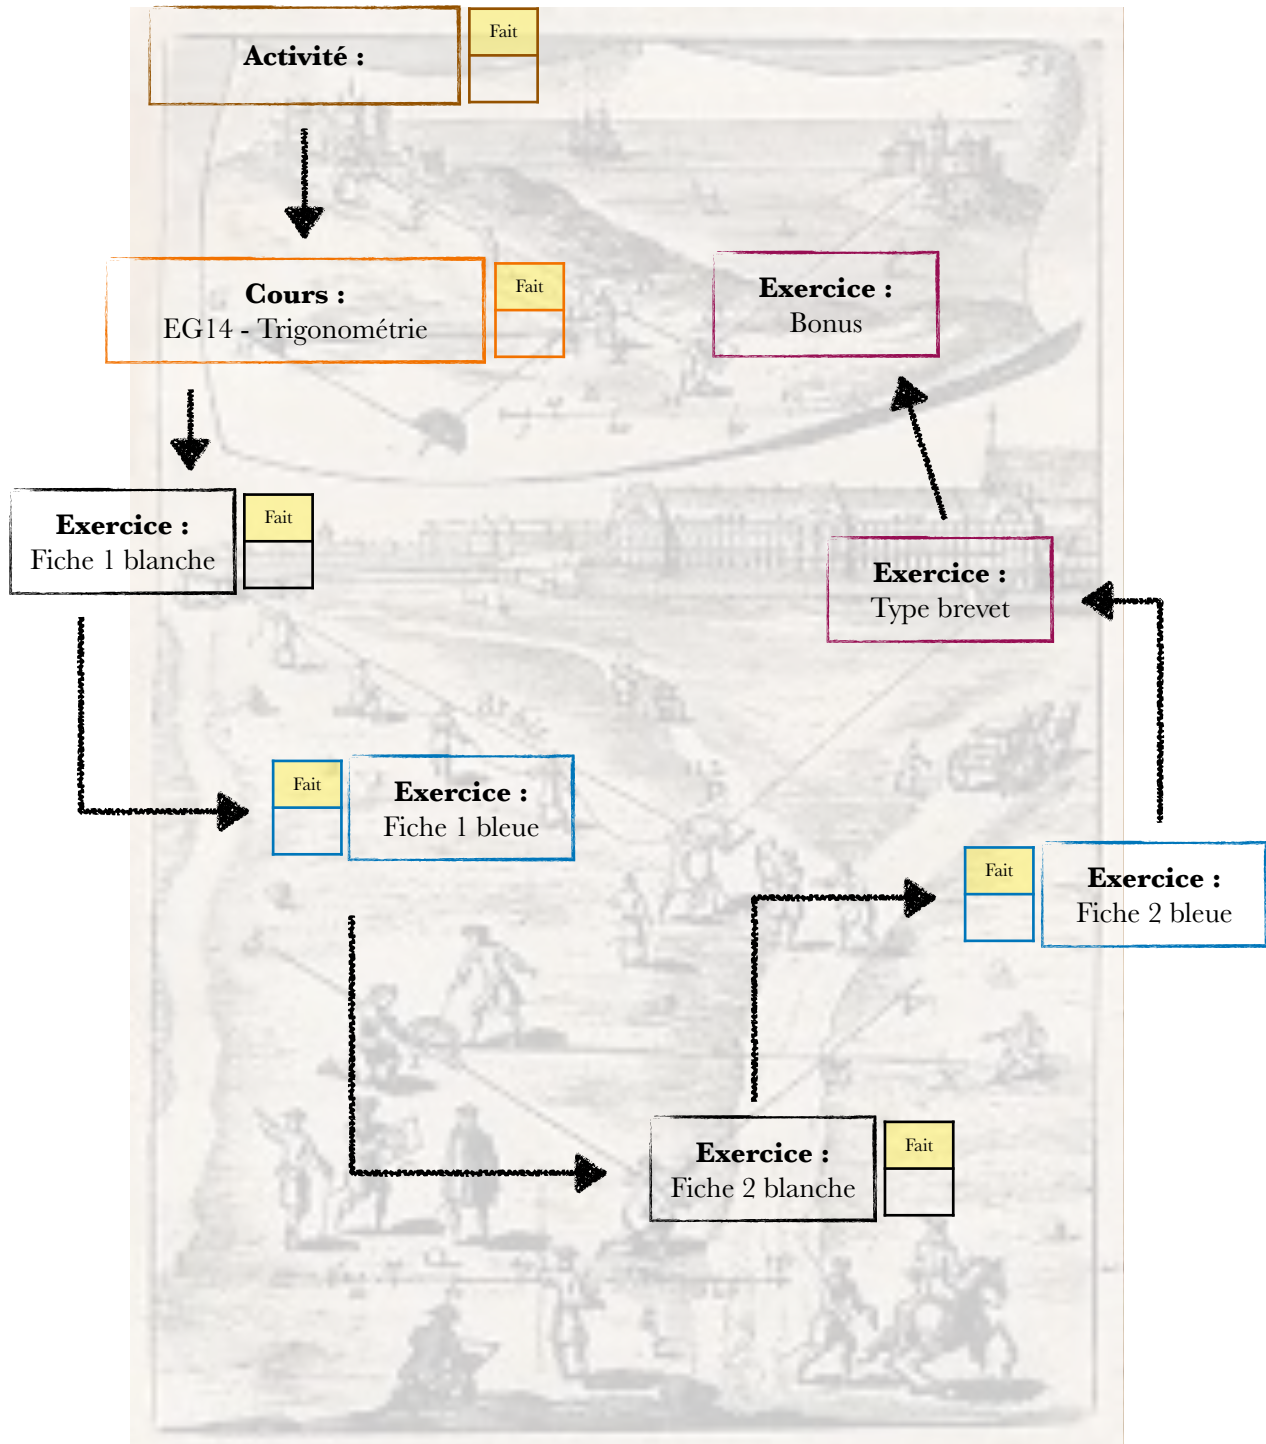 Activité :
Fait
Cours :
EG14 - Trigonométrie
Fait
Exercice :
Fiche 1 blanche
Fait
Fait
Exercice :
Fiche 1 bleue
Exercice :
Fiche 2 blanche
Fait
Fait
Exercice :
Fiche 2 bleue
Exercice :
Type brevet
Exercice :
Bonus